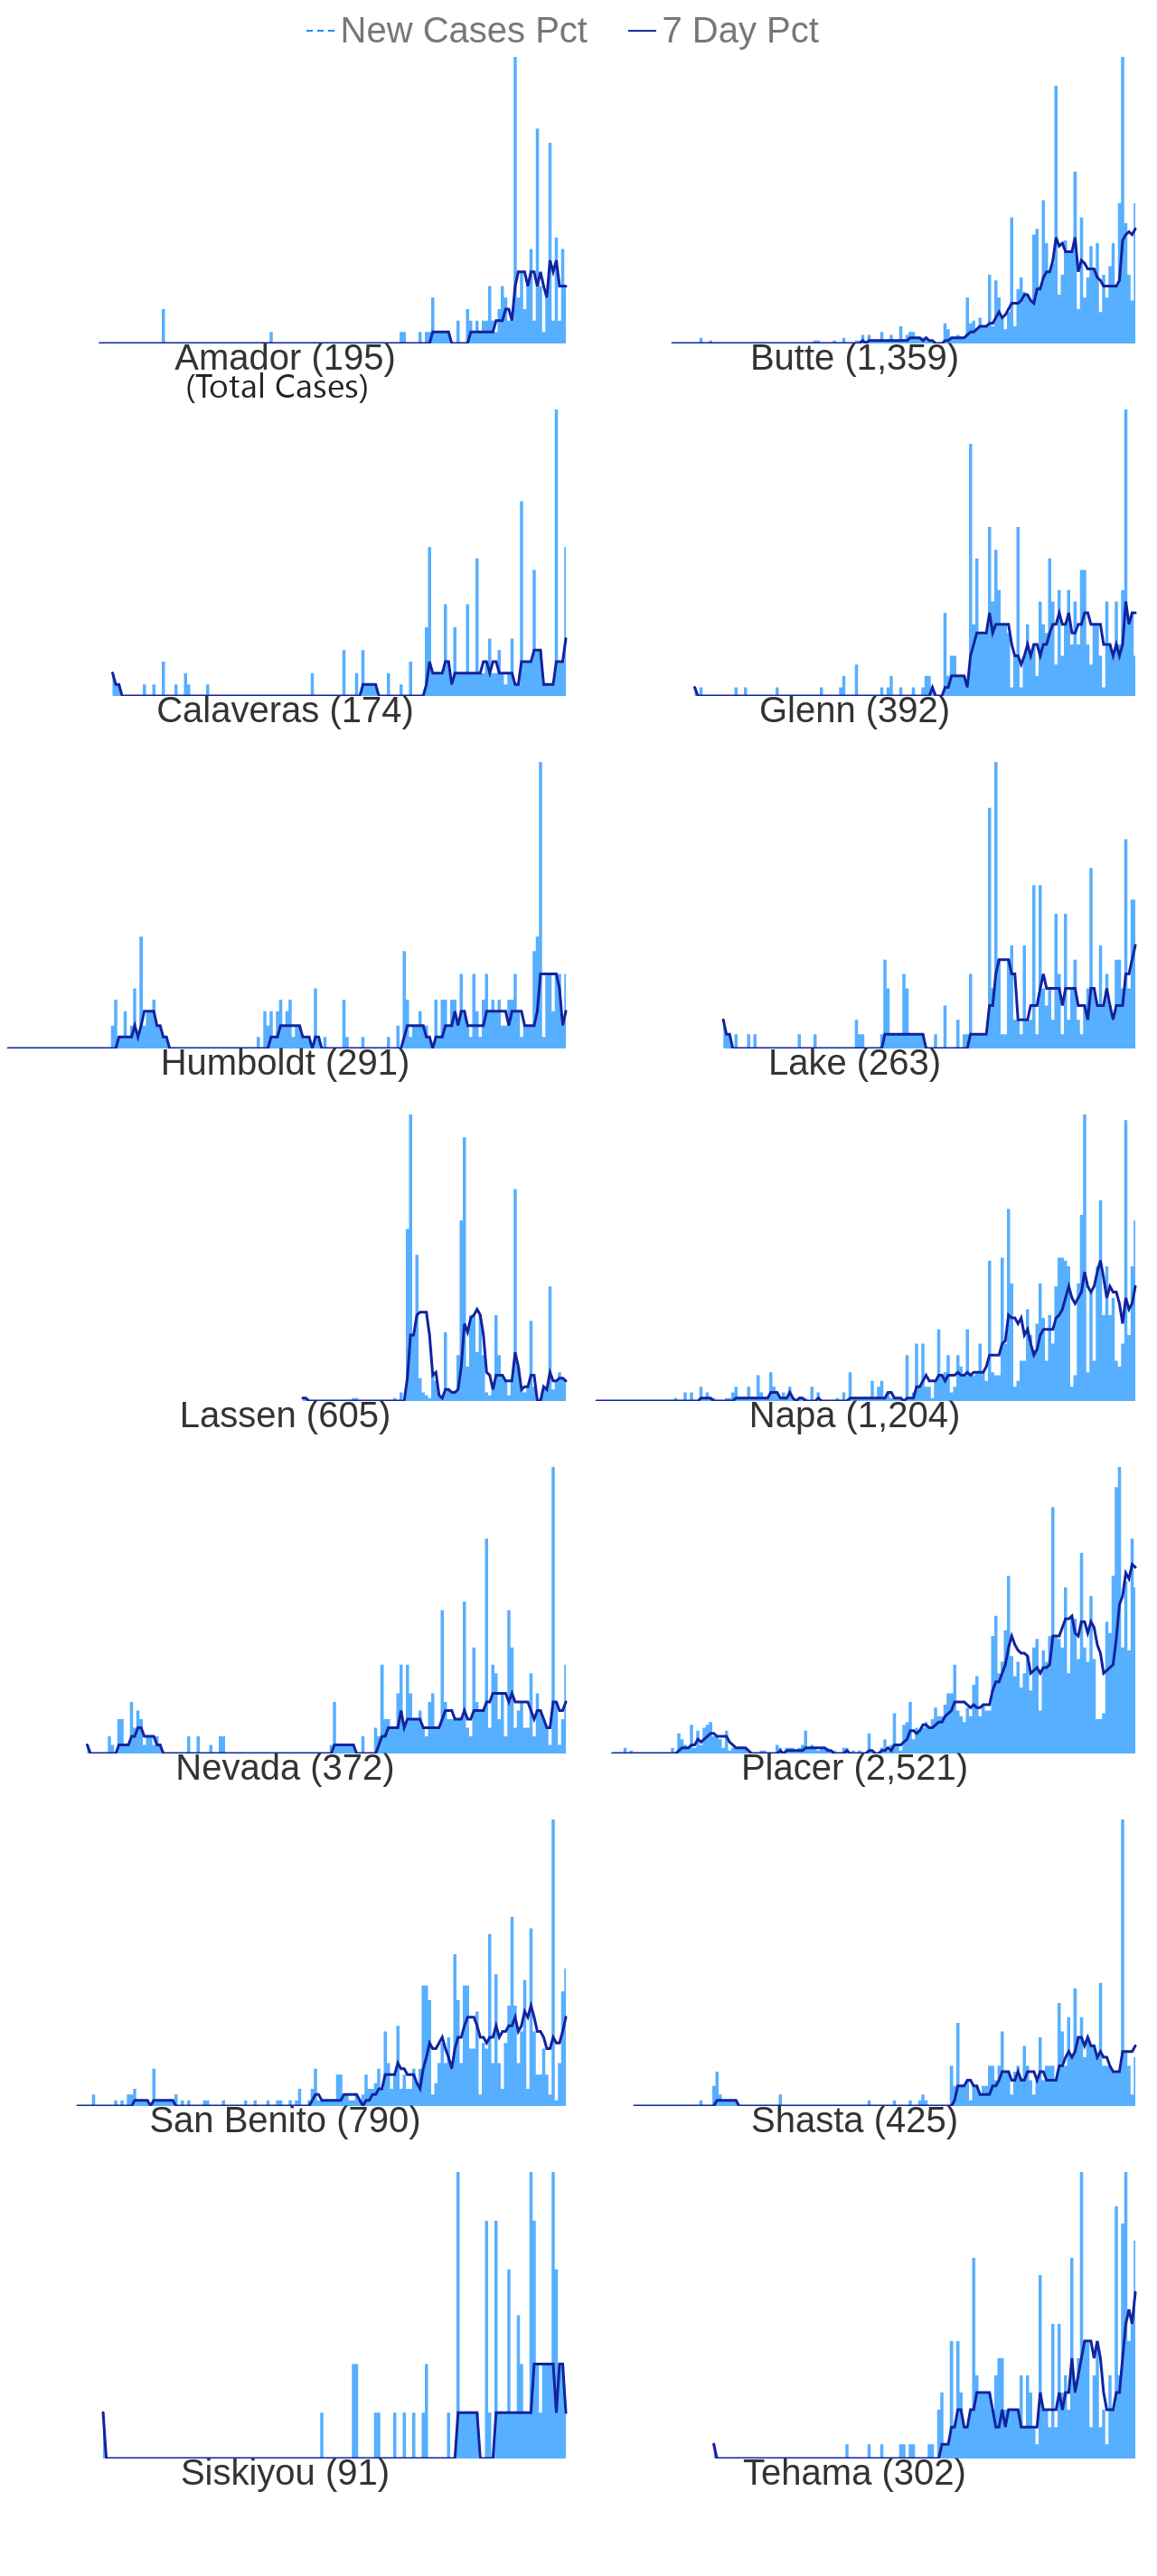 New Cases Pct 7 Day Pct
Amador (195) Butte (1,359)
(Total Cases)
Calaveras (174) Glenn (392)
Humboldt (291) Lake (263)
Lassen (605) Napa (1,204)
Nevada (372) Placer (2,521)
San Benito (790) Shasta (425)
Siskiyou (91) Tehama (302)